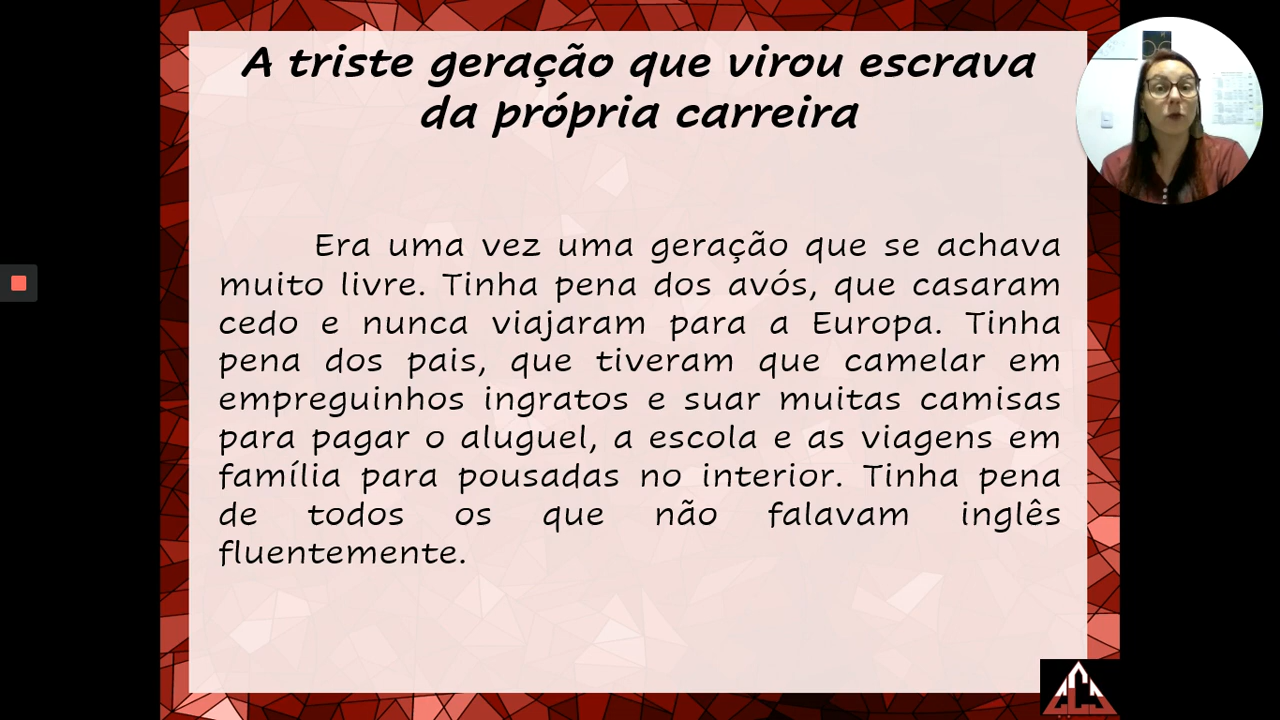 A triste geração que virou escrava
da própria carreira
Era uma vez uma geração que se achava
muito livre. Tinha pena dos avós, que casaram
cedo e nunca viajaram para a Europa. Tinha
pena dos pais, que tiveram que camelar em
empreguinhos ingratos e suar muitas camisas
para pagar o aluguel, a escola e as viagens em
família para pousadas no interior. Tinha pena
de todos os que não falavam inglês
fluentemente.